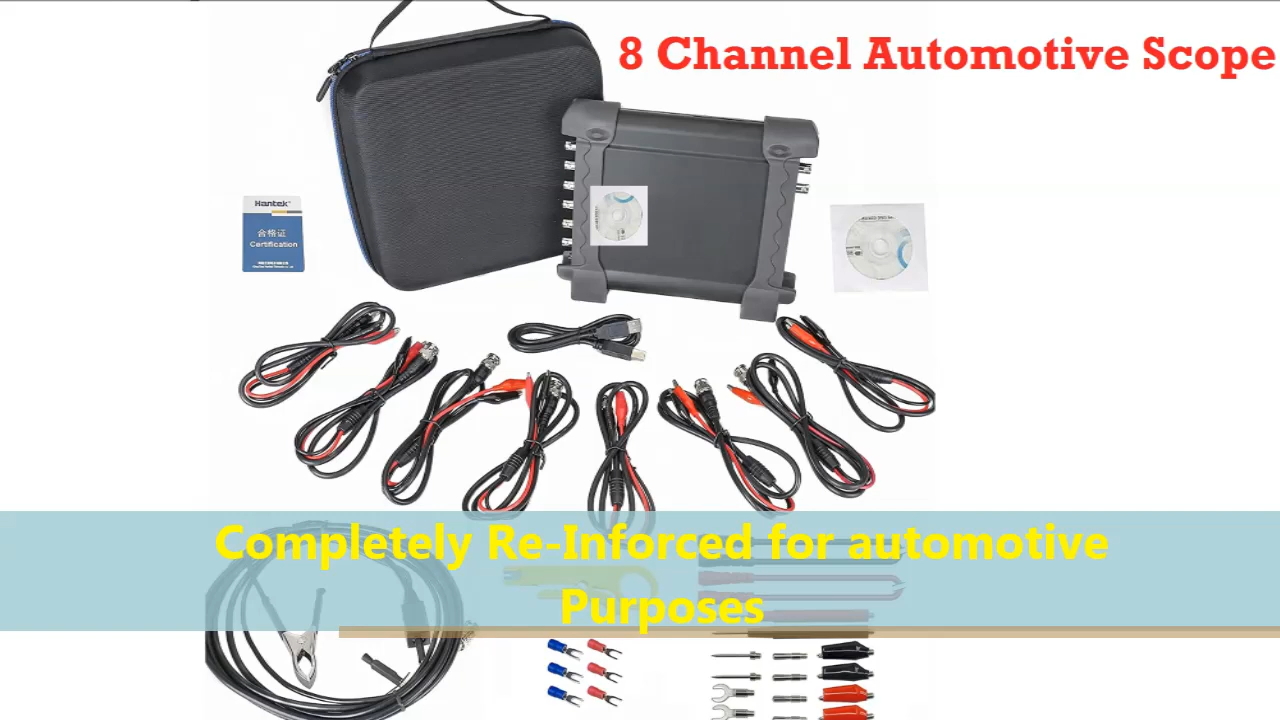 8 Channel Automotive Scope
Hantek
合格证
Certification
Completely Re-Inforced for automotive
Purposes